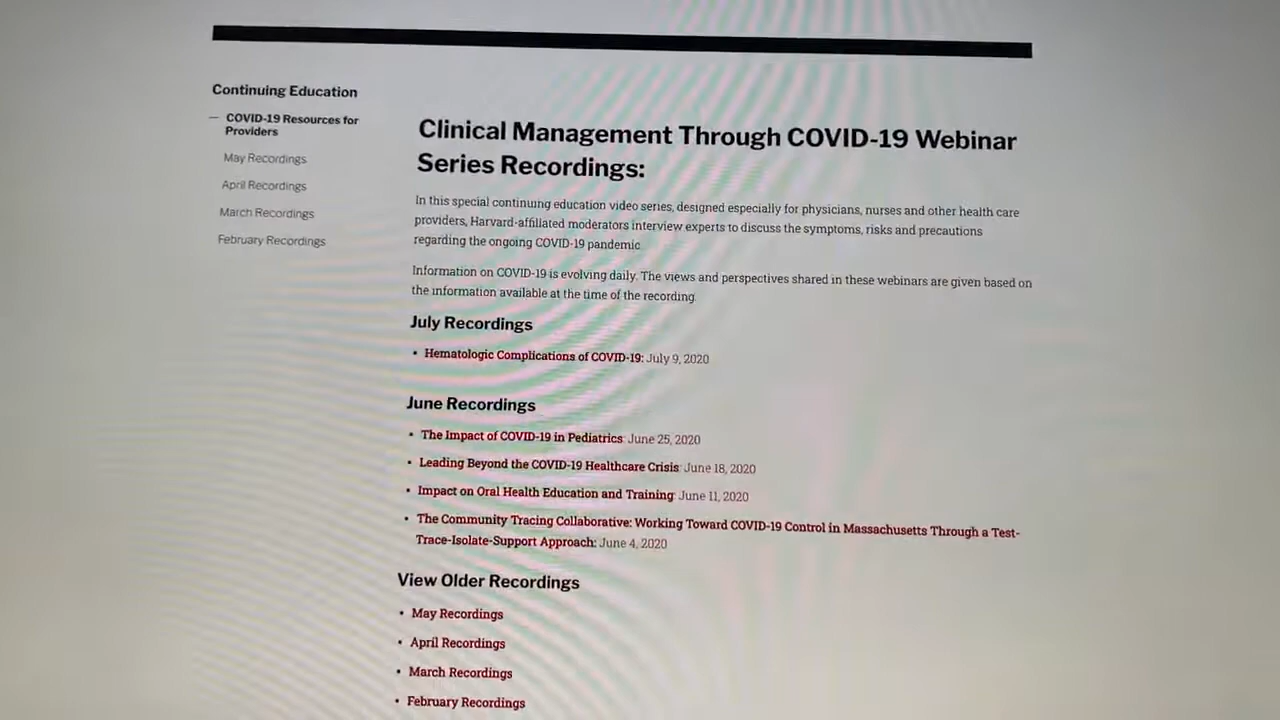 Continuing Education
— COVID-19 Resources for
Providers
May Recordings
April Recordings
March Recordings
February Recordings
Clinical Management Through COVID-19 Webinar
Series Recordings:
In this special continuing education video series, designed especially for physicians, nurses and other health care
providers, Harvard-affiliated moderators interview experts to discuss the symptoms, risks and precautions
regarding the ongoing COVID-19 pandemic.
Information on COVID-19 is evolving daily. The views and perspectives shared in these webinars are given based on
the information available at the time of the recording.
July Recordings
• Hematologic Complications of COVID-19: July 9, 2020
June Recordings
• The Impact of COVID-19 in Pediatrics: June 25, 2020
• Leading Beyond the COVID-19 Healthcare Crisis: June 18, 2020
• Impact on Oral Health Education and Training: June 11, 2020
• The Community Tracing Collaborative: Working Toward COVID-19 Control in Massachusetts Through a Test-
Trace-Isolate-Support Approach: June 4, 2020
View Older Recordings
• May Recordings
• April Recordings
• March Recordings
• February Recordings